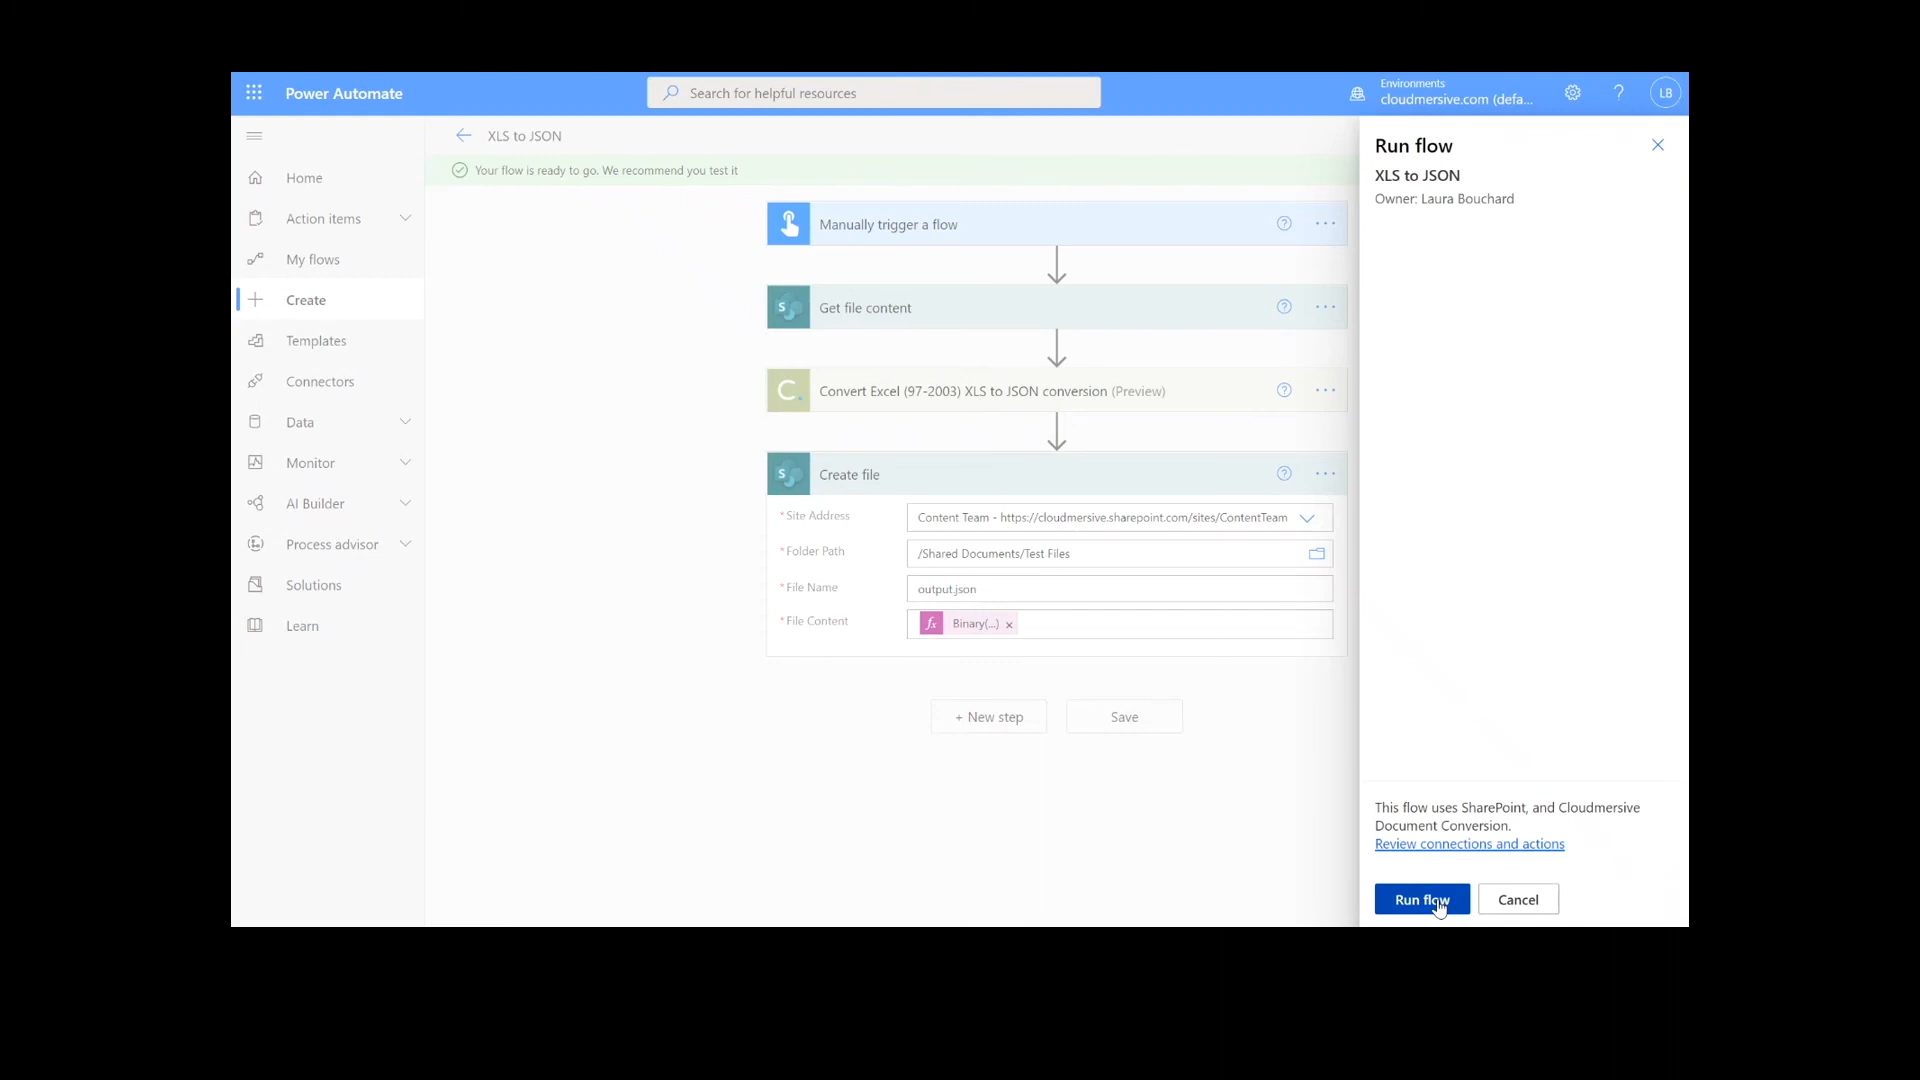 Power Automate
Search for helpful resources
Environments
cloudmersive.com (defa...
?
LB
XLS to JSON
Your flow is ready to go. We recommend you test it
Home
Action items
My flows
Create
Templates
Connectors
Data
Monitor
AI Builder
Process advisor
Solutions
Learn
Manually trigger a flow
?
...
S
Get file content
?
...
C.
Convert Excel (97-2003) XLS to JSON conversion (Preview)
?
...
S
Create file
?
...
* Site Address
Content Team - https://cloudmersive.sharepoint.com/sites/ContentTeam
* Folder Path
/Shared Documents/Test Files
* File Name
output.json
* File Content
fx Binary(...) x
+ New step
Save
Run flow
XLS to JSON
Owner: Laura Bouchard
This flow uses SharePoint, and Cloudmersive
Document Conversion.
Review connections and actions
Run flow
Cancel